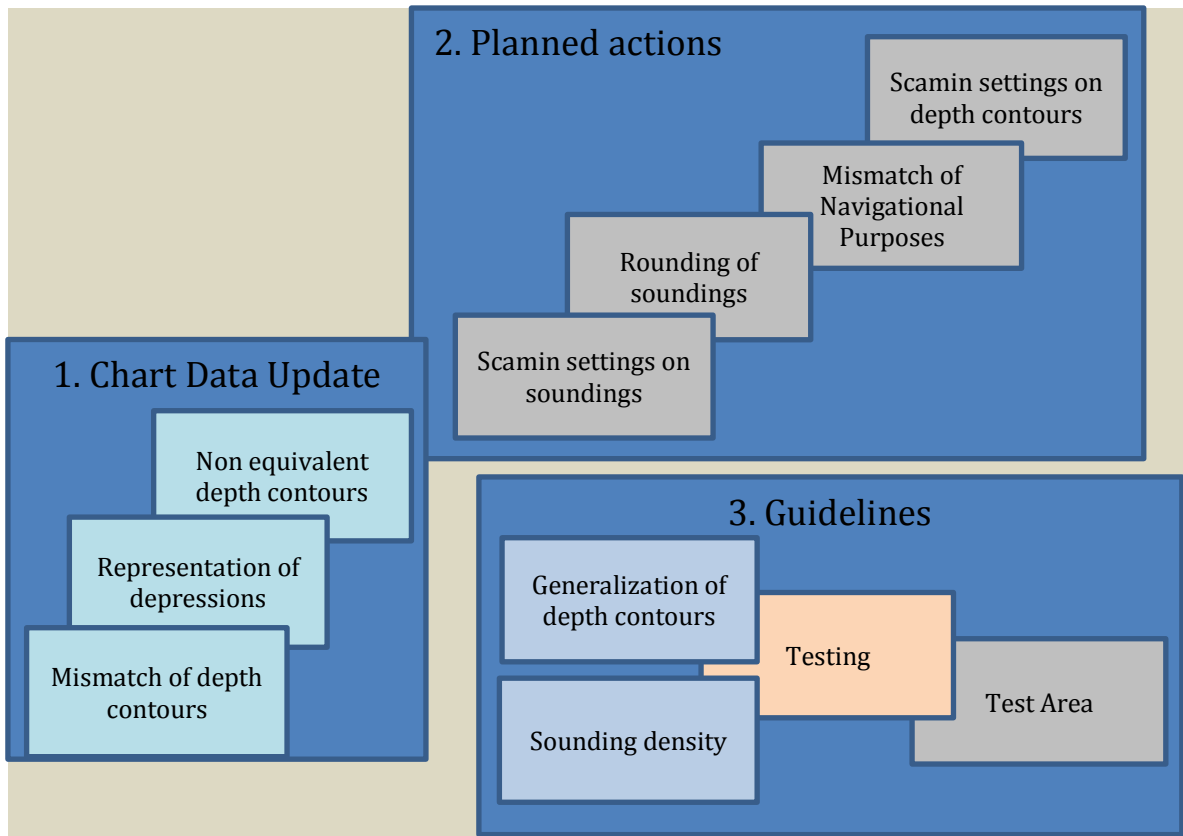 2. Planned actions
Scamin settings on
depth contours
Mismatch of
Navigational
Purposes
Rounding of
soundings
Scamin settings on
soundings
1. Chart Data Update
Non equivalent
depth contours
Representation of
depressions
Mismatch of depth
contours
3. Guidelines
Generalization of
depth contours
Testing
Test Area
Sounding density